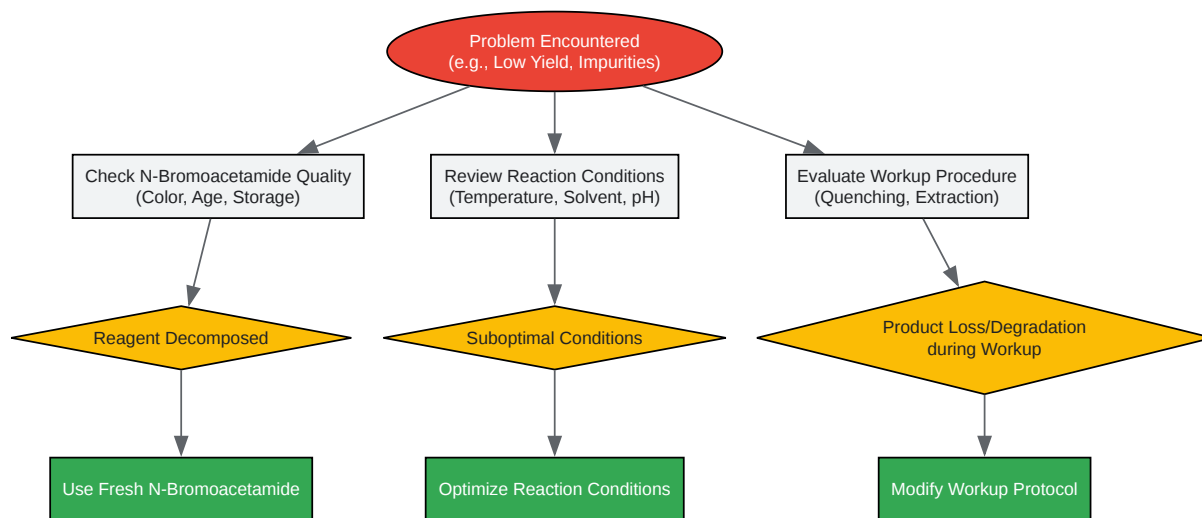 Problem Encountered
(e.g., Low Yield, Impurities)
Check N-Bromoacetamide Quality
(Color, Age, Storage)
Review Reaction Conditions
(Temperature, Solvent, pH)
Evaluate Workup Procedure
(Quenching, Extraction)
Reagent Decomposed
Suboptimal Conditions
Product Loss/Degradation
during Workup
Use Fresh N-Bromoacetamide
Optimize Reaction Conditions
Modify Workup Protocol